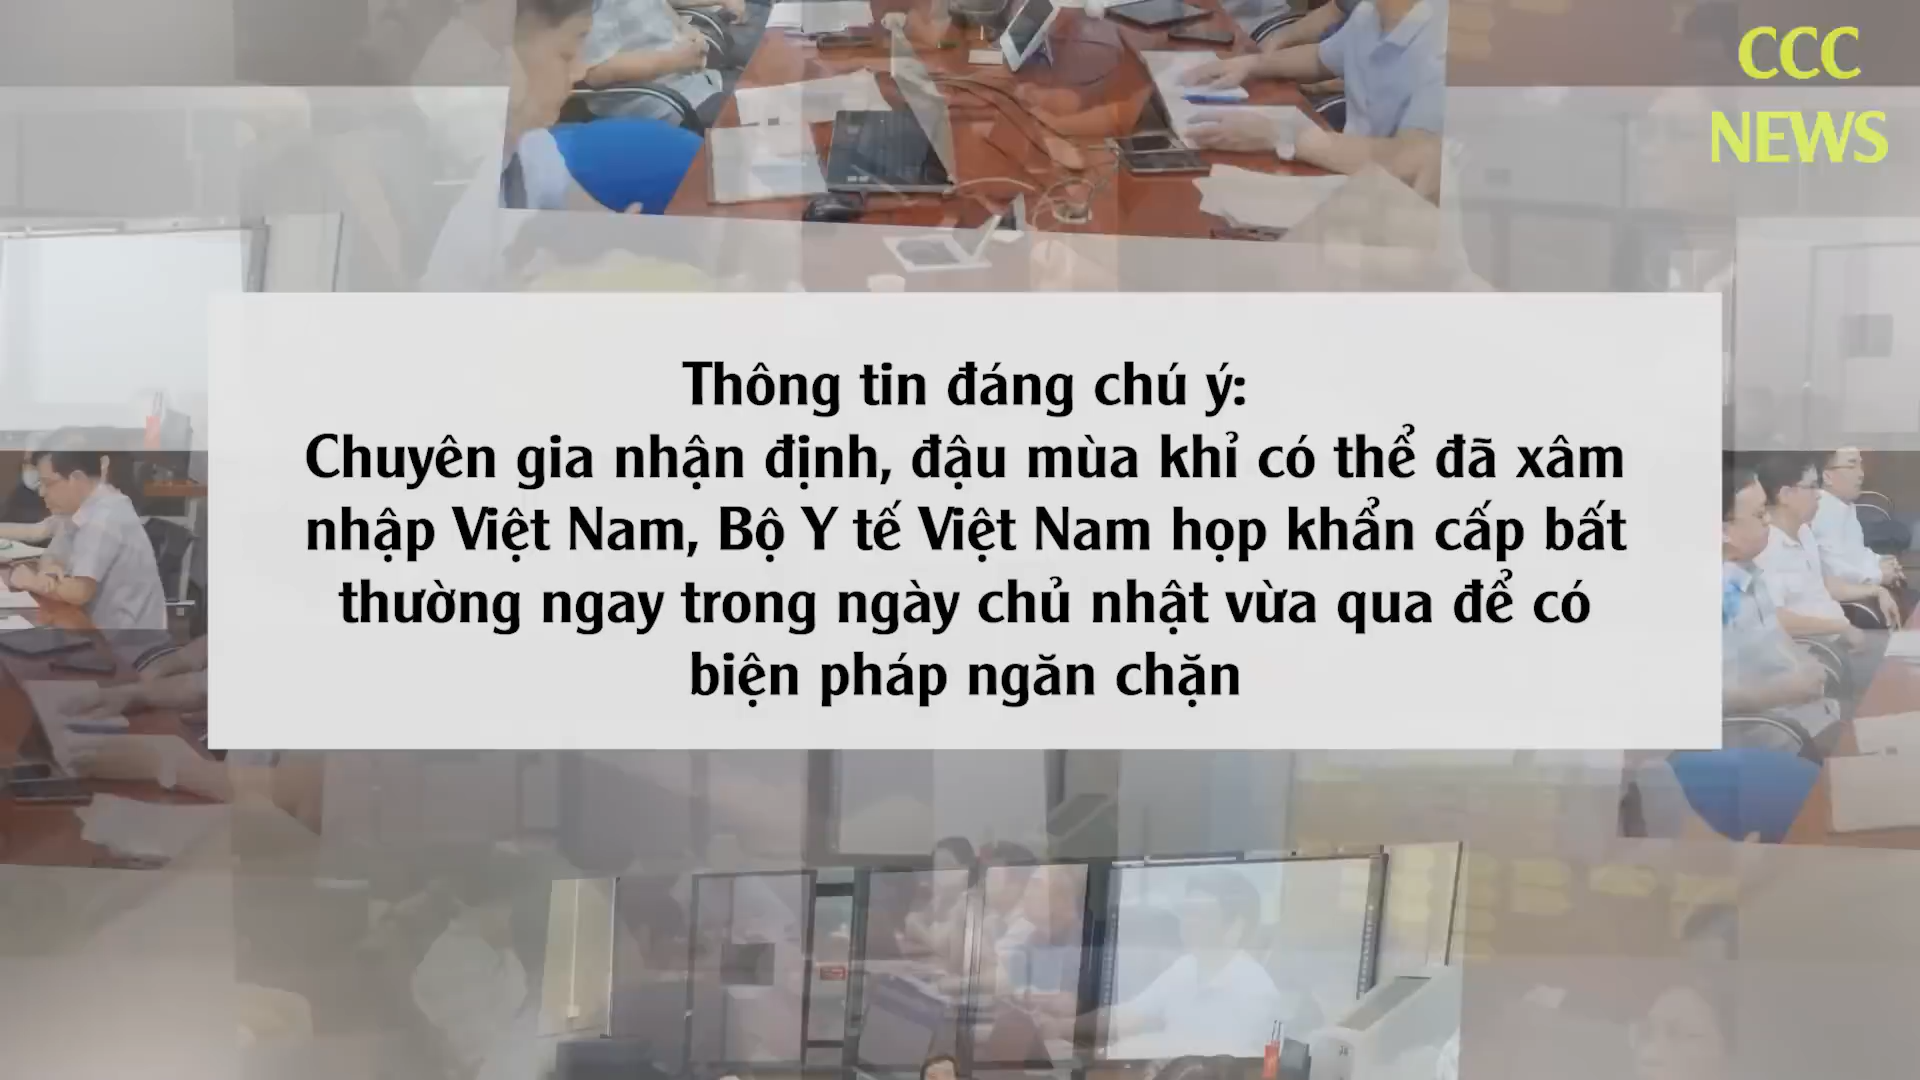 CCC
NEWS
Thông tin đáng chú ý:
Chuyên gia nhận định, đậu mùa khỉ có thể đã xâm
nhập Việt Nam, Bộ Y tế Việt Nam họp khẩn cấp bất
thường ngay trong ngày chủ nhật vừa qua để có
biện pháp ngăn chặn